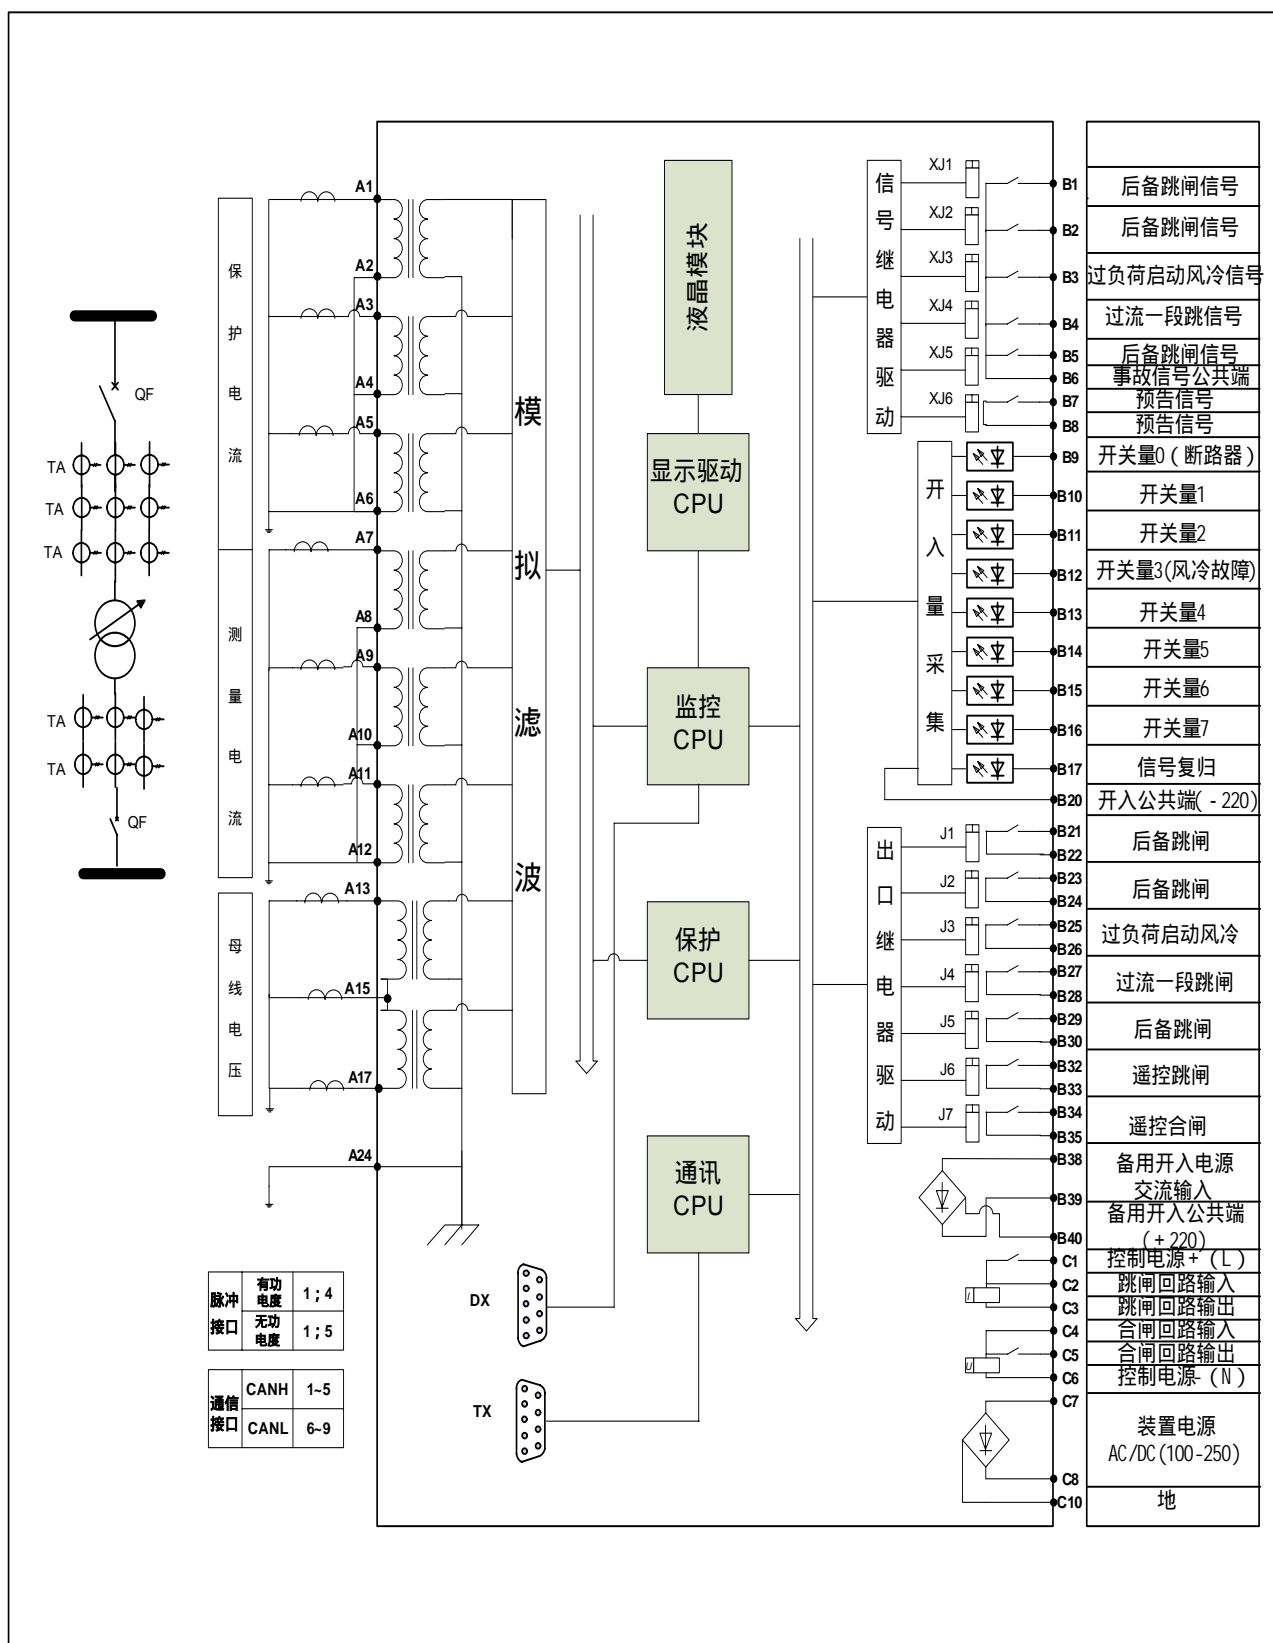 QF
TA
TA
TA
TA
TA
QF
保
护
电
流
测
量
电
流
母
线
电
压
A1
A2
A3
A4
A5
A6
A7
A8
A9
A10
A11
A12
A13
A15
A17
A24
模
拟
滤
波
液晶模块
显示驱动
CPU
监控
CPU
保护
CPU
通讯
CPU
DX
TX
脉冲
接口
有功
电度
1;4
无功
电度
1;5
通信
接口
CANH
1~5
CANL
6~9
信
号
继
电
器
驱
动
XJ1
XJ2
XJ3
XJ4
XJ5
XJ6
开
入
量
采
集
出
口
继
电
器
驱
动
J1
J2
J3
J4
J5
J6
J7
I
U
B1 后备跳闸信号
B2 后备跳闸信号
B3 过负荷启动风冷信号
B4 过流一段跳信号
B5 后备跳闸信号
B6 事故信号公共端
B7 预告信号
B8 预告信号
B9 开关量0(断路器)
B10 开关量1
B11 开关量2
B12 开关量3(风冷故障)
B13 开关量4
B14 开关量5
B15 开关量6
B16 开关量7
B17 信号复归
B20 开入公共端(-220)
B21
B22
后备跳闸
B23
B24
后备跳闸
B25
B26
过负荷启动风冷
B27
B28
过流一段跳闸
B29
B30
后备跳闸
B32
B33
遥控跳闸
B34
B35
遥控合闸
B38
备用开入电源
交流输入
B39
备用开入公共端
(+220)
B40
C1 控制电源+(L)
C2 跳闸回路输入
C3 跳闸回路输出
C4 合闸回路输入
C5 合闸回路输出
C6 控制电源-(N)
C7
装置电源
AC/DC(100-250)
C8
C10 地